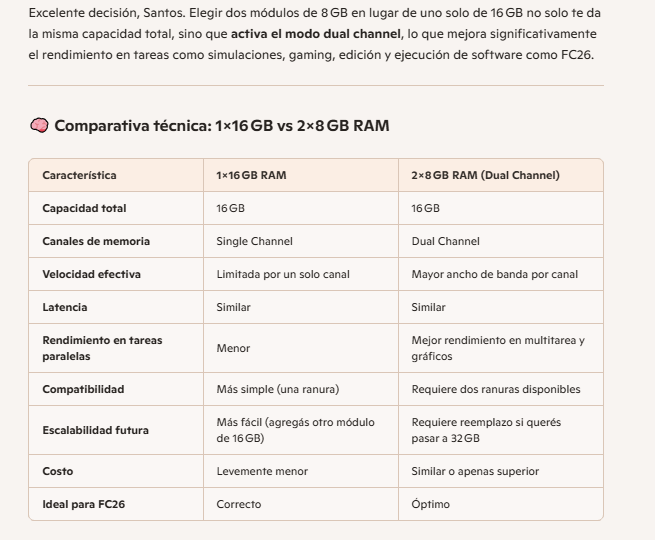 Excelente decisión, Santos. Elegir dos módulos de 8 GB en lugar de uno solo de 16 GB no solo te da
la misma capacidad total, sino que activa el modo dual channel, lo que mejora significativamente
el rendimiento en tareas como simulaciones, gaming, edición y ejecución de software como FC26.
🧠 Comparativa técnica: 1×16 GB vs 2×8 GB RAM
Característica 1×16 GB RAM 2×8 GB RAM (Dual Channel)
Capacidad total 16 GB 16 GB
Canales de memoria Single Channel Dual Channel
Velocidad efectiva Limitada por un solo canal Mayor ancho de banda por canal
Latencia Similar Similar
Rendimiento en tareas
paralelas
Menor
Mejor rendimiento en multitarea y
gráficos
Compatibilidad Más simple (una ranura) Requiere dos ranuras disponibles
Escalabilidad futura
Más fácil (agregás otro módulo
de 16 GB)
Requiere reemplazo si querés
pasar a 32 GB
Costo Levemente menor Similar o apenas superior
Ideal para FC26 Correcto Óptimo